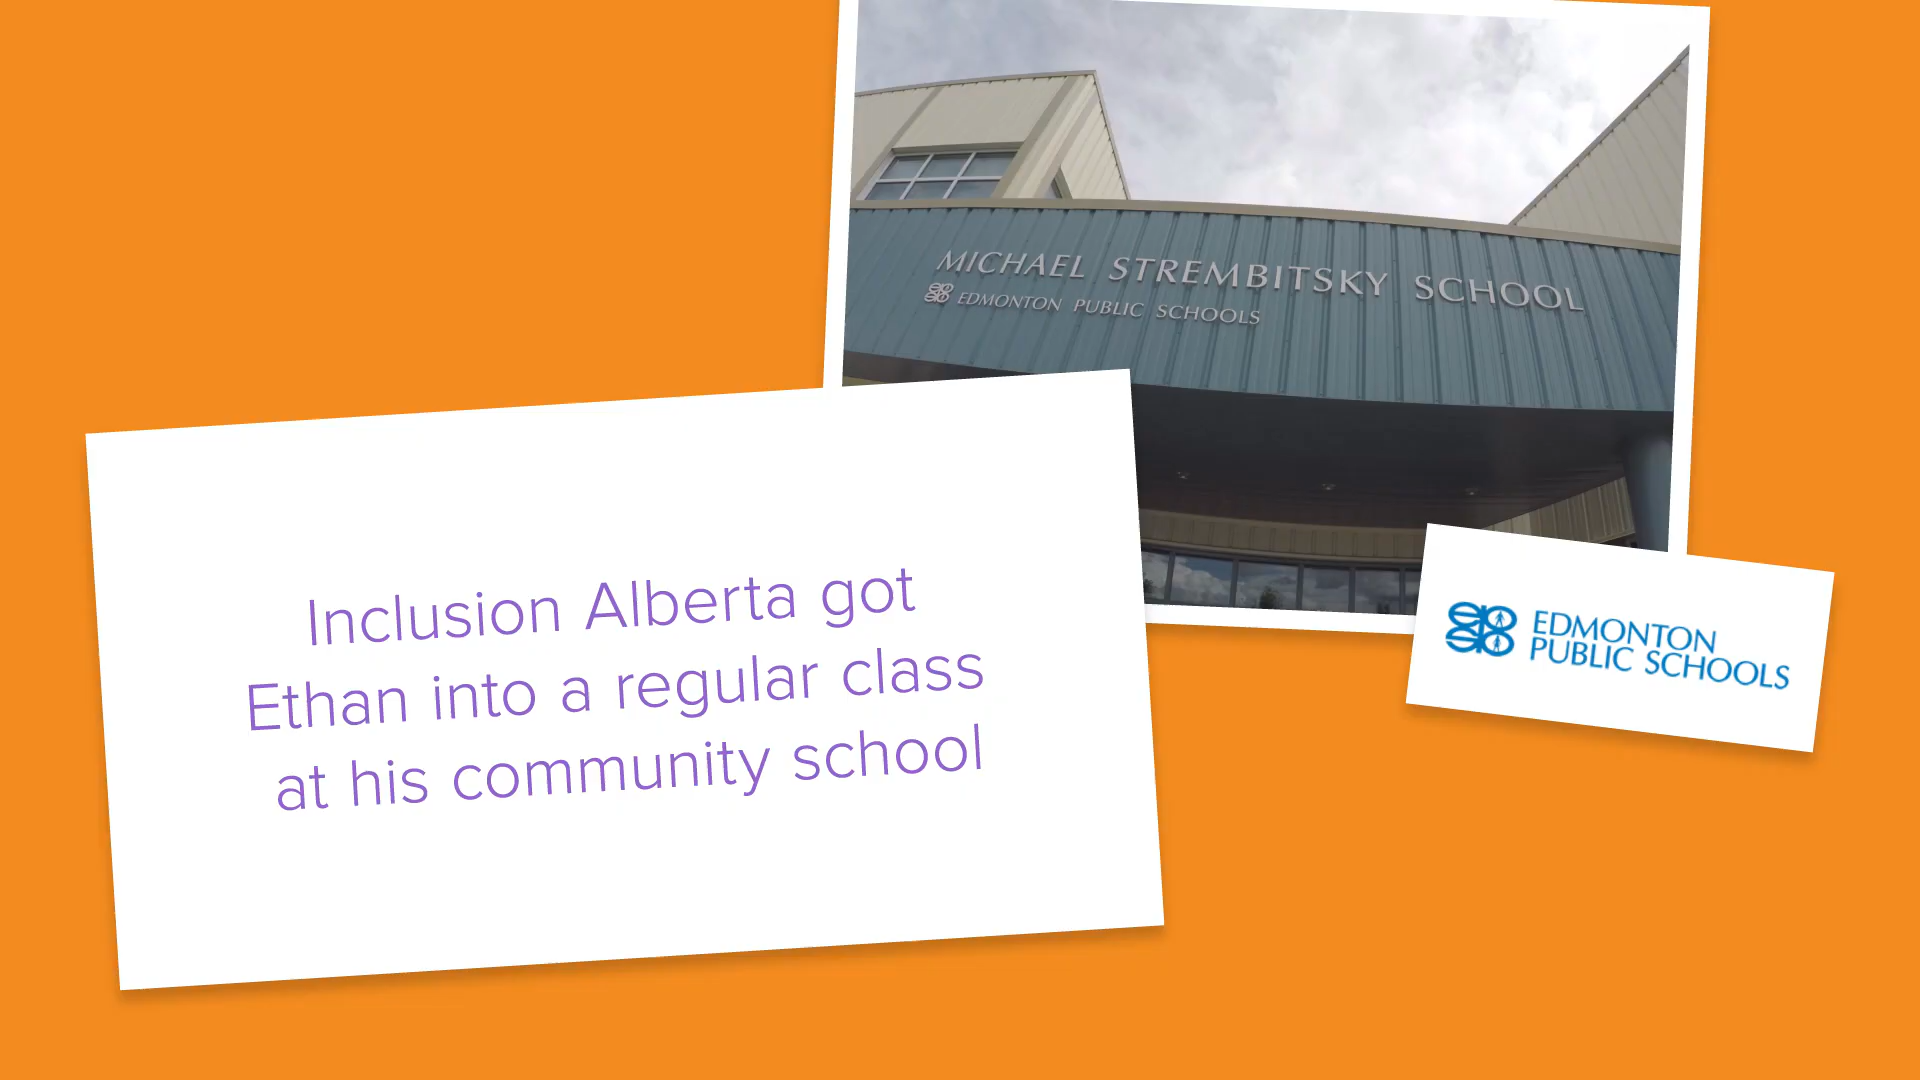 MICHAEL STREMBITSKY SCHOOL
EDMONTON PUBLIC SCHOOLS
Inclusion Alberta got
Ethan into a regular class
at his community school
EDMONTON
PUBLIC SCHOOLS